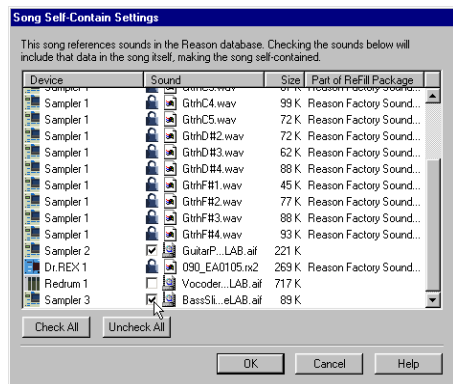 Song Self-Contain Settings
This song references sounds in the Reason database. Checking the sounds below will
include that data in the song itself, making the song self-contained.
Device Sound Size Part of ReFill Package
Sampler 1 GtrhC4.wav 99 K Reason Factory Sound...
Sampler 1 GtrhC5.wav 72 K Reason Factory Sound...
Sampler 1 GtrhD#2.wav 72 K Reason Factory Sound...
Sampler 1 GtrhD#3.wav 62 K Reason Factory Sound...
Sampler 1 GtrhD#4.wav 88 K Reason Factory Sound...
Sampler 1 GtrhF#1.wav 45 K Reason Factory Sound...
Sampler 1 GtrhF#2.wav 77 K Reason Factory Sound...
Sampler 1 GtrhF#3.wav 88 K Reason Factory Sound...
Sampler 1 GtrhF#4.wav 93 K Reason Factory Sound...
Sampler 2 GuitarP...LAB.aif 221 K
Dr.REX 1 090_EA0105.rx2 269 K Reason Factory Sound...
Redrum 1 Vocoder...LAB.aif 717 K
Sampler 3 BassSli...eLAB.aif 89 K
Check All Uncheck All
OK Cancel Help